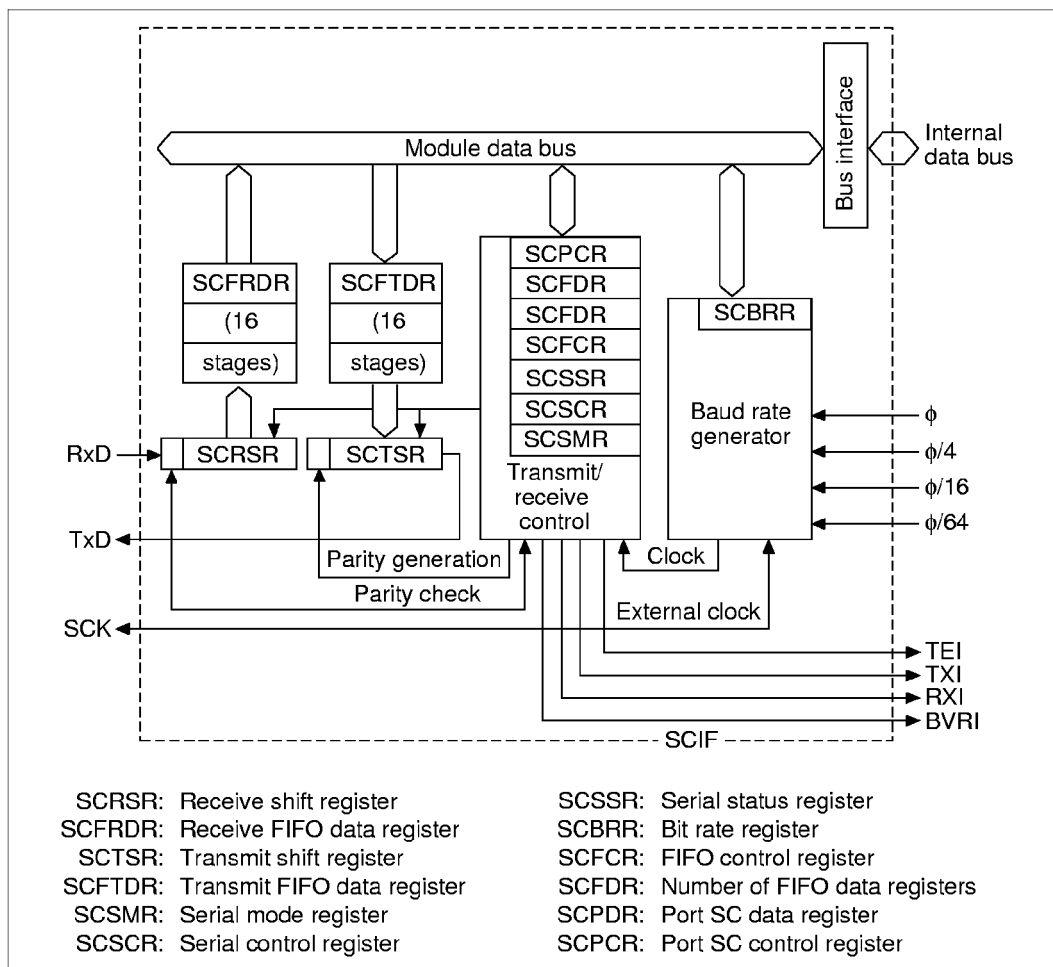 Bus interface
Internal
data bus
Module data bus
SCFRDR
(16
stages)
SCFTDR
(16
stages)
SCPCR
SCFDR
SCFDR
SCFCR
SCSSR
SCSCR
SCSMR
Transmit/
receive
control
SCBRR
Baud rate
generator
ϕ
ϕ/4
ϕ/16
ϕ/64
RxD
SCRSR
SCTSR
TxD
Parity generation
Parity check
Clock
External clock
SCK
TEI
TXI
RXI
BVRI
SCIF
SCRSR: Receive shift register
SCFRDR: Receive FIFO data register
SCTSR: Transmit shift register
SCFTDR: Transmit FIFO data register
SCSMR: Serial mode register
SCSCR: Serial control register
SCSSR: Serial status register
SCBRR: Bit rate register
SCFCR: FIFO control register
SCFDR: Number of FIFO data registers
SCPDR: Port SC data register
SCPCR: Port SC control register